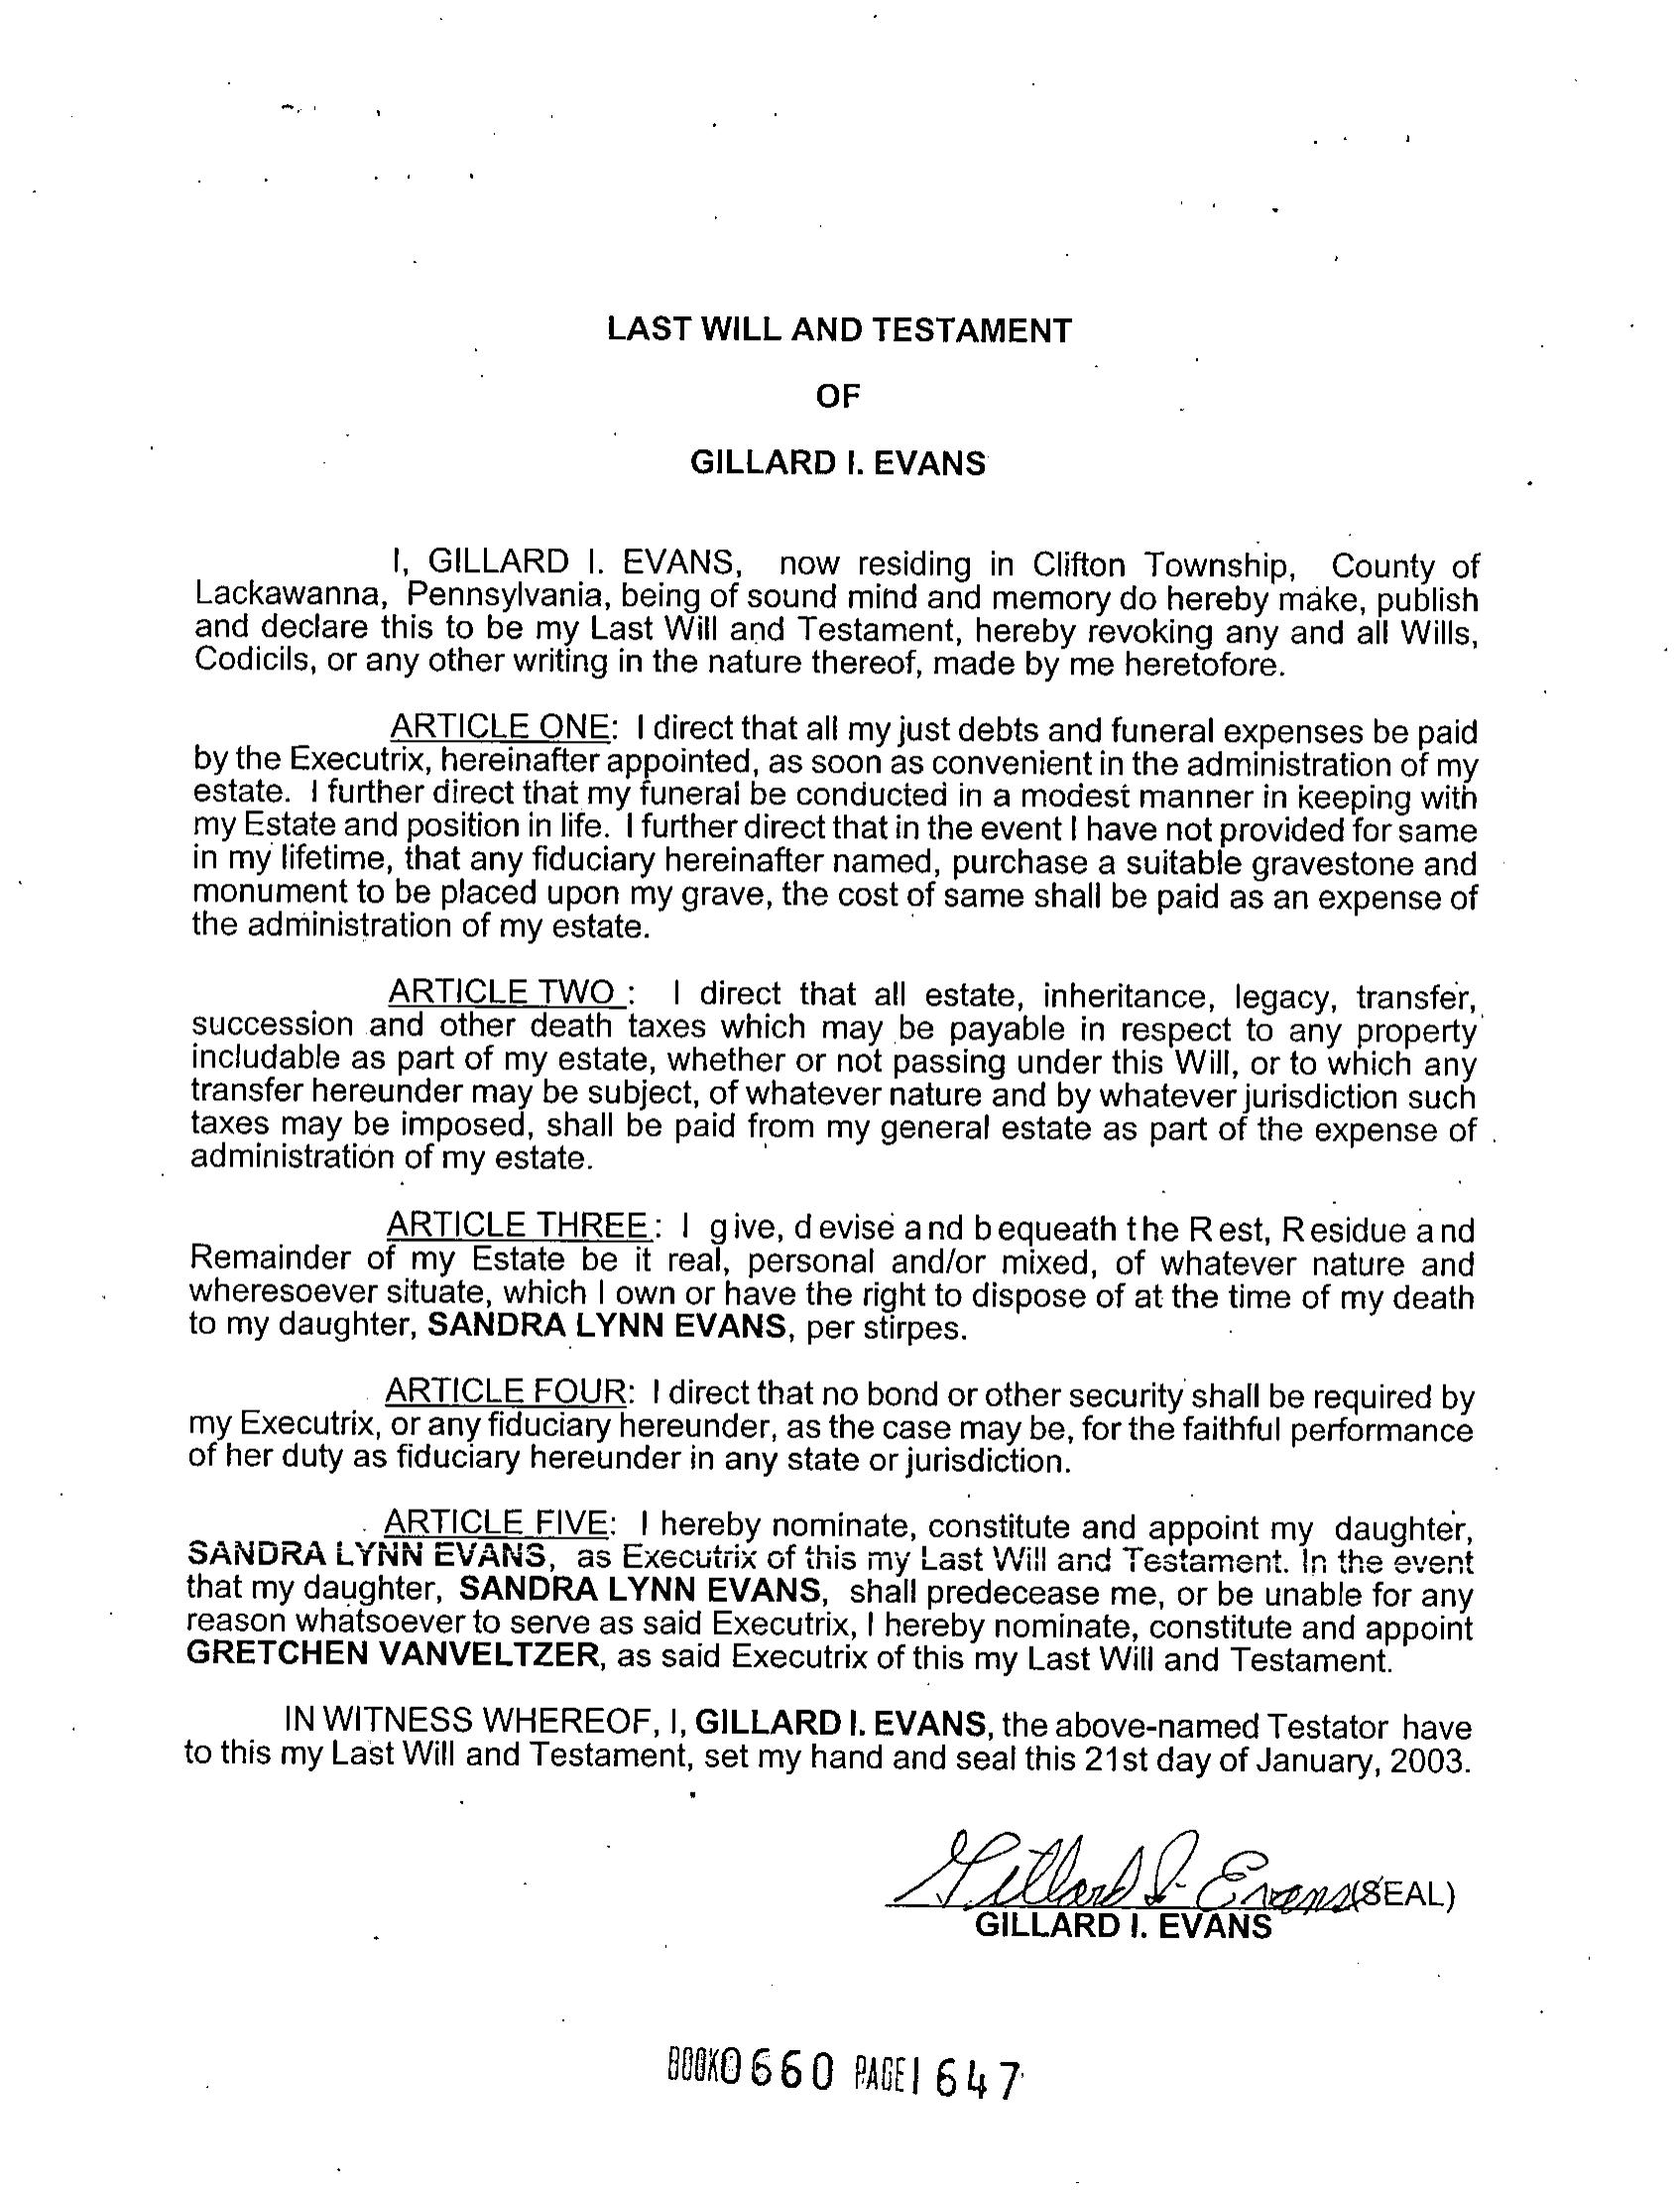 LAST WILL AND TESTAMENT
OF
GILLARD I. EVANS
I, GILLARD I. EVANS, now residing in Clifton Township, County of
Lackawanna, Pennsylvania, being of sound mind and memory do hereby make, publish
and declare this to be my Last Will and Testament, hereby revoking any and all Wills,
Codicils, or any other writing in the nature thereof, made by me heretofore.
ARTICLE ONE: I direct that all my just debts and funeral expenses be paid
by the Executrix, hereinafter appointed, as soon as convenient in the administration of my
estate. I further direct that my funeral be conducted in a modest manner in keeping with
my Estate and position in life. I further direct that in the event I have not provided for same
in my lifetime, that any fiduciary hereinafter named, purchase a suitable gravestone and
monument to be placed upon my grave, the cost of same shall be paid as an expense of
the administration of my estate.
ARTICLE TWO : I direct that all estate, inheritance, legacy, transfer,
succession and other death taxes which may be payable in respect to any property
includable as part of my estate, whether or not passing under this Will, or to which any
transfer hereunder may be subject, of whatever nature and by whatever jurisdiction such
taxes may be imposed, shall be paid from my general estate as part of the expense of
administration of my estate.
ARTICLE THREE: I give, devise and bequeath the Rest, Residue and
Remainder of my Estate be it real, personal and/or mixed, of whatever nature and
wheresoever situate, which I own or have the right to dispose of at the time of my death
to my daughter, SANDRA LYNN EVANS, per stirpes.
ARTICLE FOUR: I direct that no bond or other security shall be required by
my Executrix, or any fiduciary hereunder, as the case may be, for the faithful performance
of her duty as fiduciary hereunder in any state or jurisdiction.
ARTICLE FIVE: I hereby nominate, constitute and appoint my daughter,
SANDRA LYNN EVANS, as Executrix of this my Last Will and Testament. In the event
that my daughter, SANDRA LYNN EVANS, shall predecease me, or be unable for any
reason whatsoever to serve as said Executrix, I hereby nominate, constitute and appoint
GRETCHEN VANVELTZER, as said Executrix of this my Last Will and Testament.
IN WITNESS WHEREOF, I, GILLARD I. EVANS, the above-named Testator have
to this my Last Will and Testament, set my hand and seal this 21st day of January, 2003.
Gillard I. Evans (SEAL)
GILLARD I. EVANS
BOOK 0660 PAGE 1647